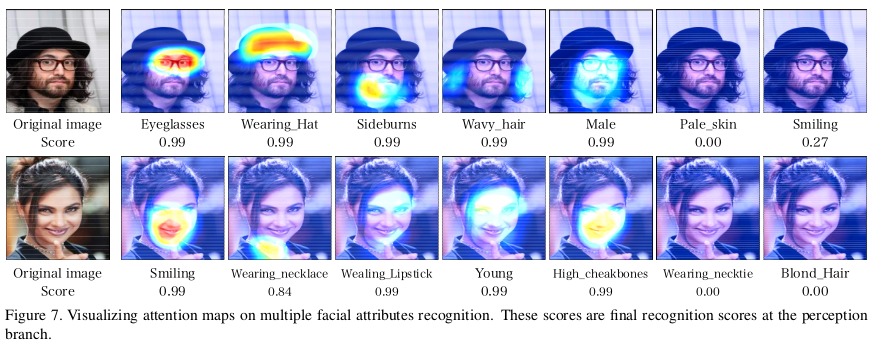 Original image Eyeglasses Wearing_Hat Sideburns Wavy_hair Male Pale_skin Smiling
Score 0.99 0.99 0.99 0.99 0.99 0.00 0.27
Original image Smiling Wearing_necklace Wealing_Lipstick Young High_cheakbones Wearing_necktie Blond_Hair
Score 0.99 0.84 0.99 0.99 0.99 0.00 0.00
Figure 7. Visualizing attention maps on multiple facial attributes recognition. These scores are final recognition scores at the perception
branch.